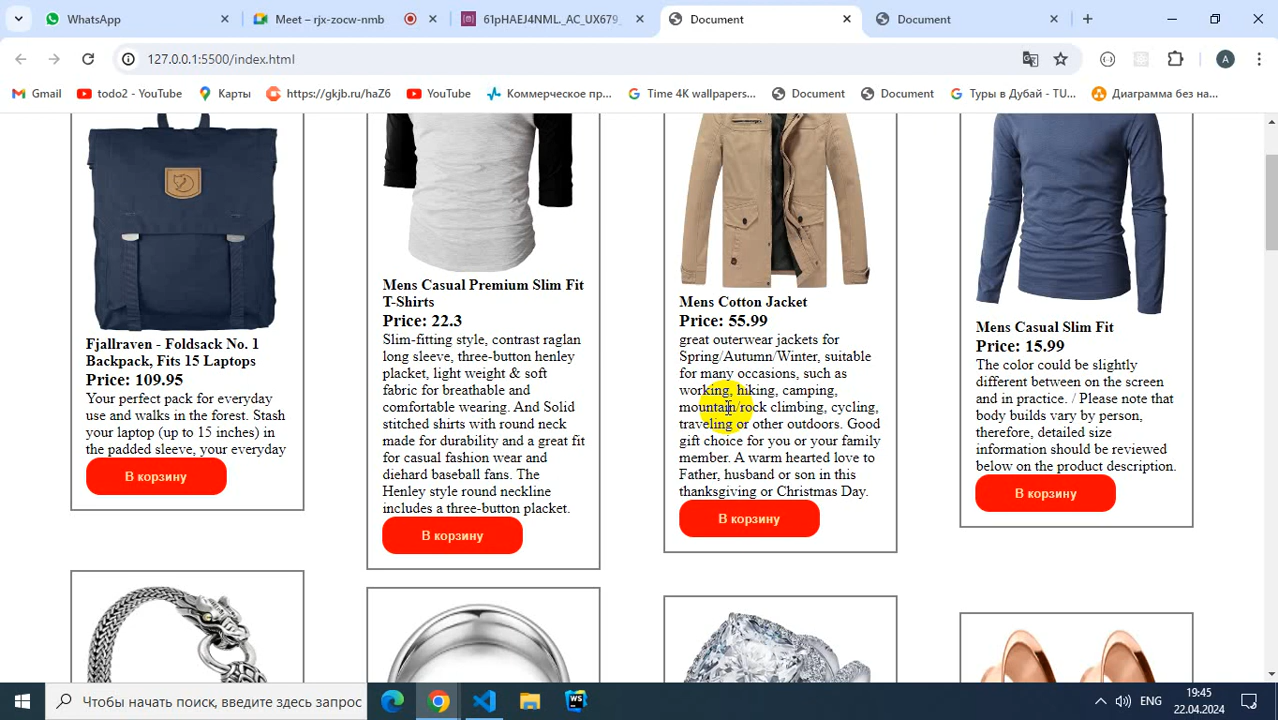 WhatsApp
Meet – rjx-zocw-nmb
61pHAEJ4NML._AC_UX679_
Document
Document
127.0.0.1:5500/index.html
A
Gmail
todo2 - YouTube
Карты
https://gkjb.ru/haZ6
YouTube
Коммерческое пр...
Time 4K wallpapers...
Document
Document
Туры в Дубай - TU...
Диаграмма без на...
Fjallraven - Foldsack No. 1
Backpack, Fits 15 Laptops
Price: 109.95
Your perfect pack for everyday
use and walks in the forest. Stash
your laptop (up to 15 inches) in
the padded sleeve, your everyday
В корзину
Mens Casual Premium Slim Fit
T-Shirts
Price: 22.3
Slim-fitting style, contrast raglan
long sleeve, three-button henley
placket, light weight & soft
fabric for breathable and
comfortable wearing. And Solid
stitched shirts with round neck
made for durability and a great fit
for casual fashion wear and
diehard baseball fans. The
Henley style round neckline
includes a three-button placket.
В корзину
Mens Cotton Jacket
Price: 55.99
great outerwear jackets for
Spring/Autumn/Winter, suitable
for many occasions, such as
working, hiking, camping,
mountain/rock climbing, cycling,
traveling or other outdoors. Good
gift choice for you or your family
member. A warm hearted love to
Father, husband or son in this
thanksgiving or Christmas Day.
В корзину
Mens Casual Slim Fit
Price: 15.99
The color could be slightly
different between on the screen
and in practice. / Please note that
body builds vary by person,
therefore, detailed size
information should be reviewed
below on the product description.
В корзину
Чтобы начать поиск, введите здесь запрос
WS
ENG
19:45
22.04.2024